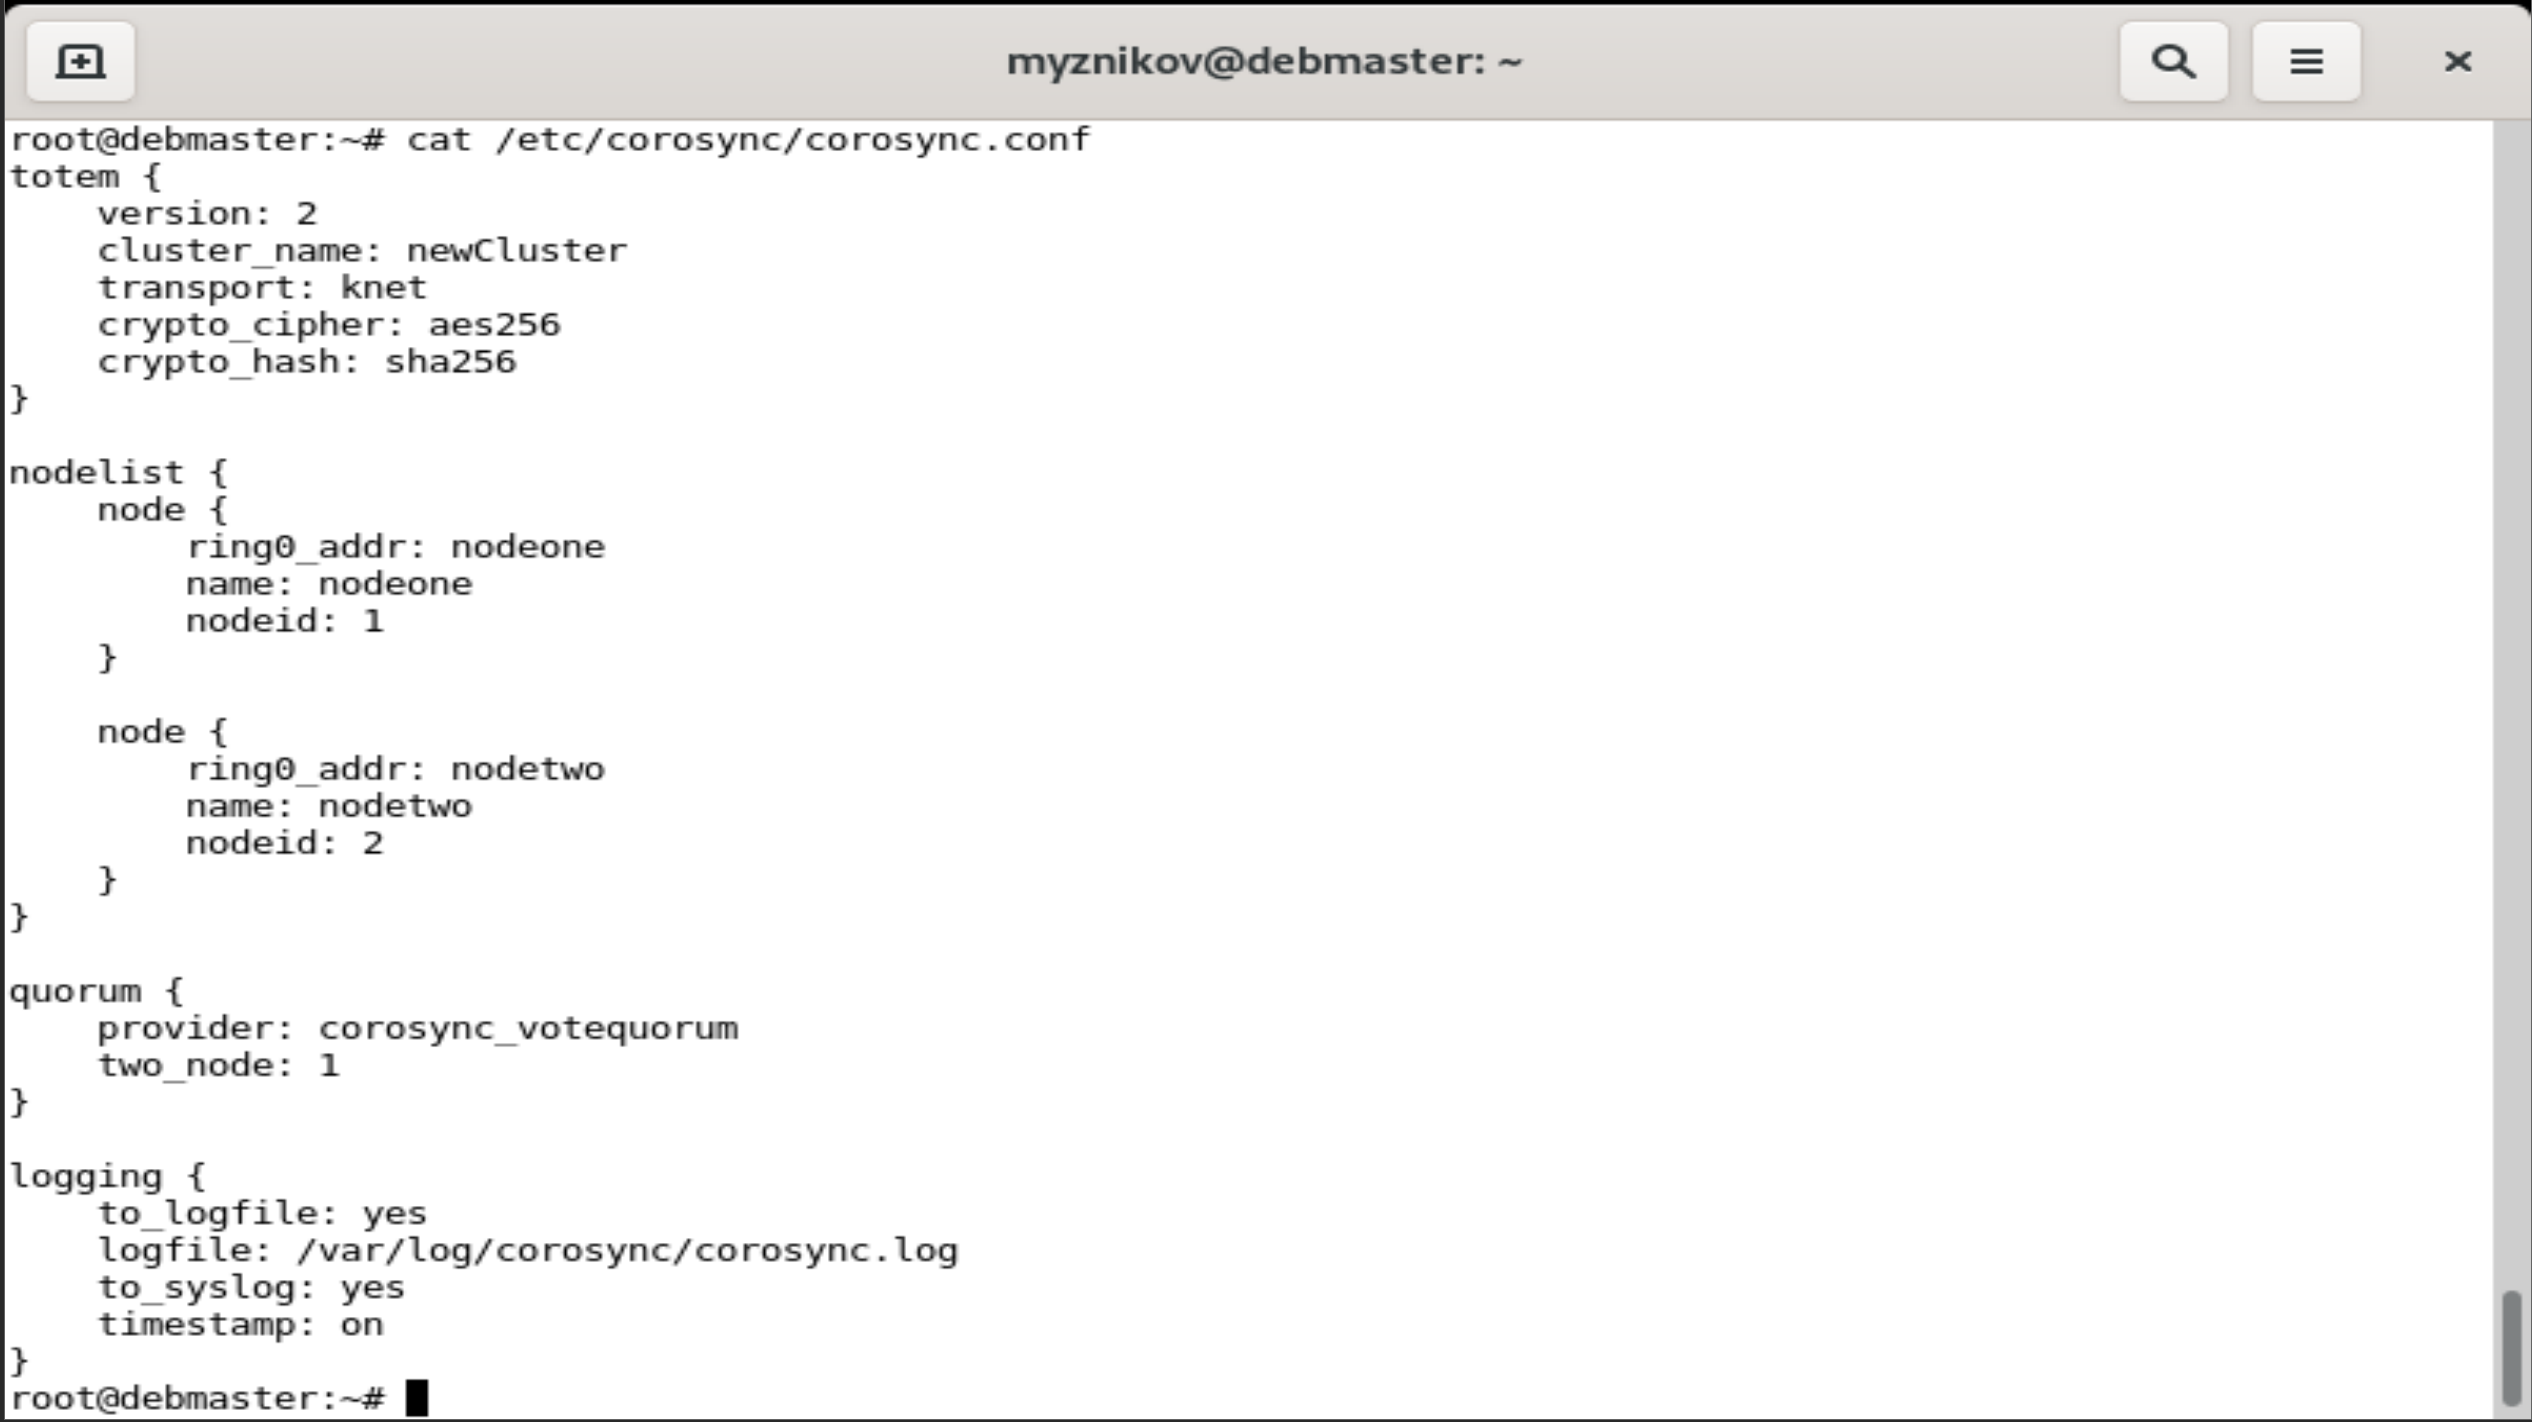 myznikov@debmaster: ~
root@debmaster:~# cat /etc/corosync/corosync.conf
totem {
    version: 2
    cluster_name: newCluster
    transport: knet
    crypto_cipher: aes256
    crypto_hash: sha256
}

nodelist {
    node {
        ring0_addr: nodeone
        name: nodeone
        nodeid: 1
    }

    node {
        ring0_addr: nodetwo
        name: nodetwo
        nodeid: 2
    }
}

quorum {
    provider: corosync_votequorum
    two_node: 1
}

logging {
    to_logfile: yes
    logfile: /var/log/corosync/corosync.log
    to_syslog: yes
    timestamp: on
}
root@debmaster:~#